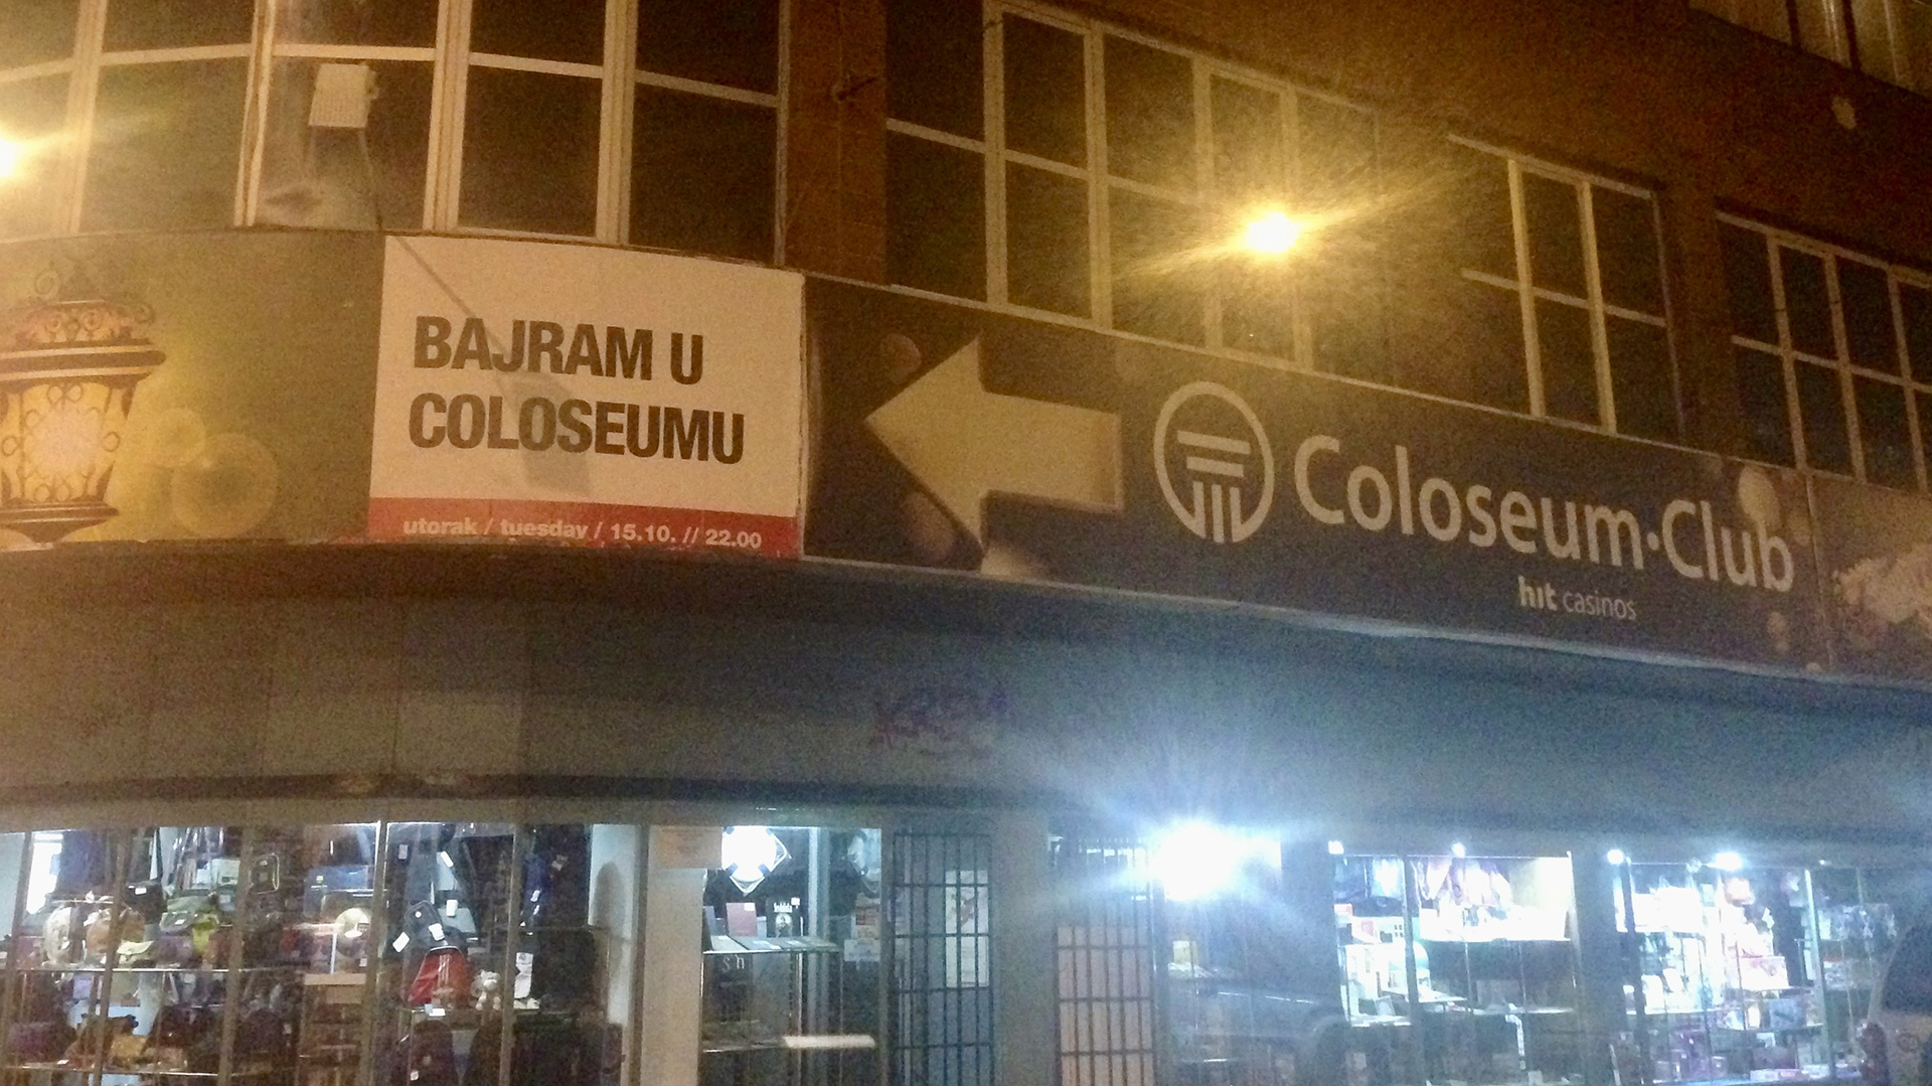 BAJRAM U
COLOSEUMU
utorak / tuesday / 15.10. // 22.00
Coloseum·Club
hit casinos